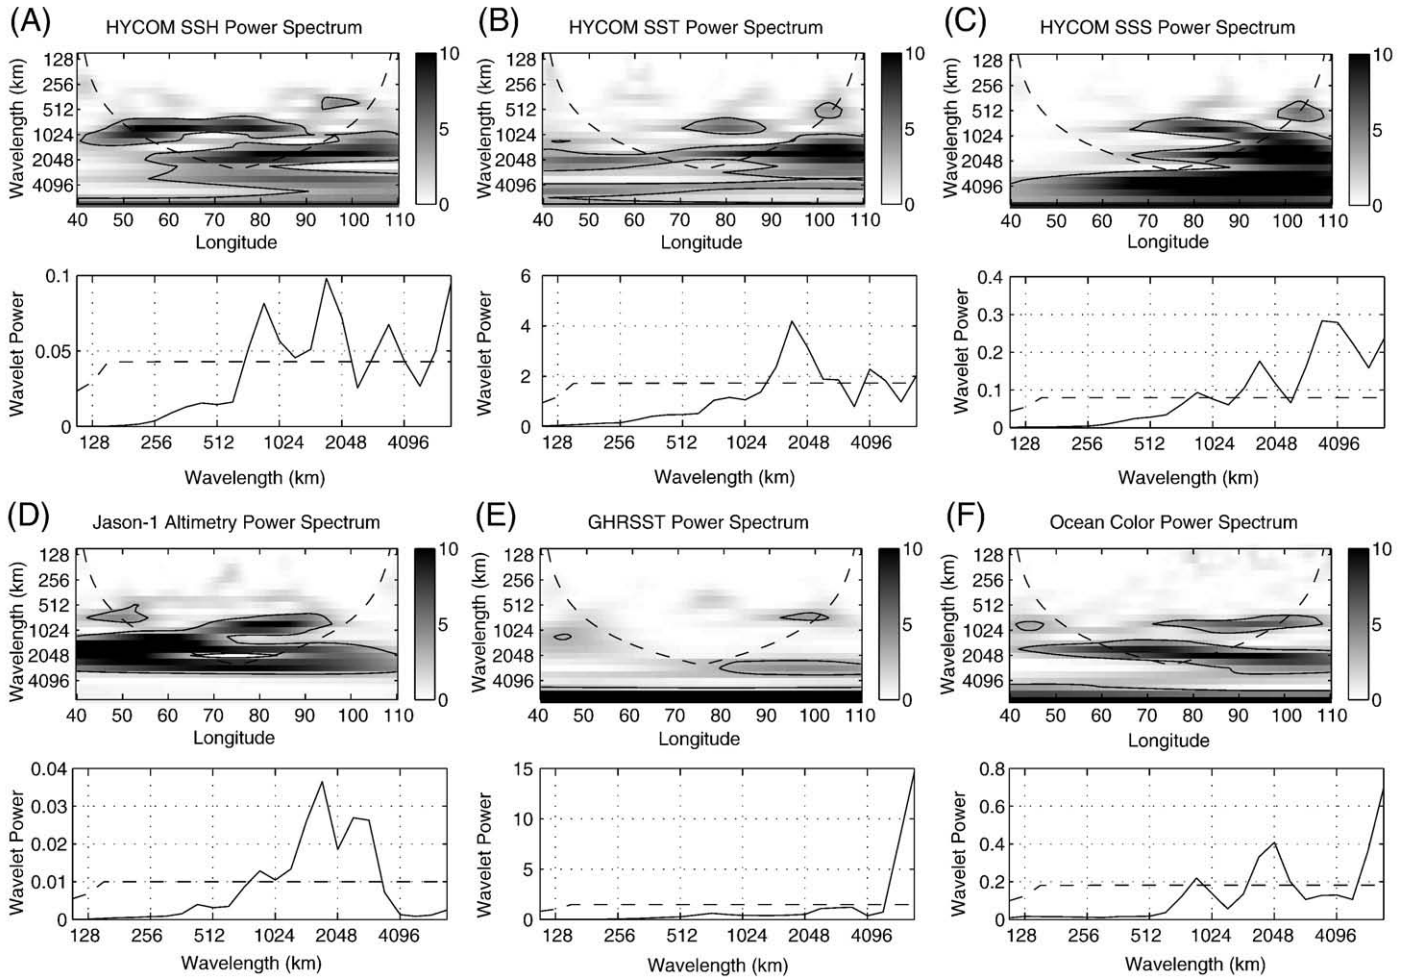 (A)
HYCOM SSH Power Spectrum
Wavelength (km)
128
256
512
1024
2048
4096
40 50 60 70 80 90 100 110
Longitude
10
5
0
Wavelet Power
0.1
0.05
0
128 256 512 1024 2048 4096
Wavelength (km)
(B)
HYCOM SST Power Spectrum
Wavelength (km)
128
256
512
1024
2048
4096
40 50 60 70 80 90 100 110
Longitude
10
5
0
Wavelet Power
6
4
2
0
128 256 512 1024 2048 4096
Wavelength (km)
(C)
HYCOM SSS Power Spectrum
Wavelength (km)
128
256
512
1024
2048
4096
40 50 60 70 80 90 100 110
Longitude
10
5
0
Wavelet Power
0.4
0.3
0.2
0.1
0
128 256 512 1024 2048 4096
Wavelength (km)
(D)
Jason-1 Altimetry Power Spectrum
Wavelength (km)
128
256
512
1024
2048
4096
40 50 60 70 80 90 100 110
Longitude
10
5
0
Wavelet Power
0.04
0.03
0.02
0.01
0
128 256 512 1024 2048 4096
Wavelength (km)
(E)
GHRSST Power Spectrum
Wavelength (km)
128
256
512
1024
2048
4096
40 50 60 70 80 90 100 110
Longitude
10
5
0
Wavelet Power
15
10
5
0
128 256 512 1024 2048 4096
Wavelength (km)
(F)
Ocean Color Power Spectrum
Wavelength (km)
128
256
512
1024
2048
4096
40 50 60 70 80 90 100 110
Longitude
10
5
0
Wavelet Power
0.8
0.6
0.4
0.2
0
128 256 512 1024 2048 4096
Wavelength (km)